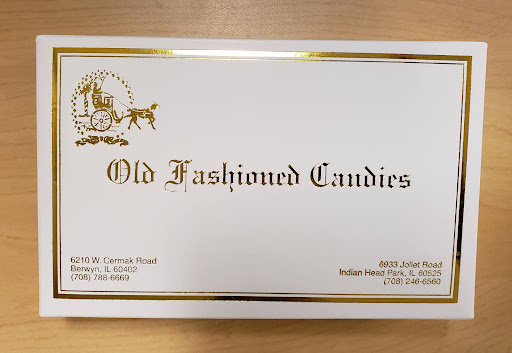 Old Fashioned Candies
6210 W. Cermak Road
Berwyn, IL 60402
(708) 788-6669
6933 Joliet Road
Indian Head Park, IL 60525
(708) 246-6560